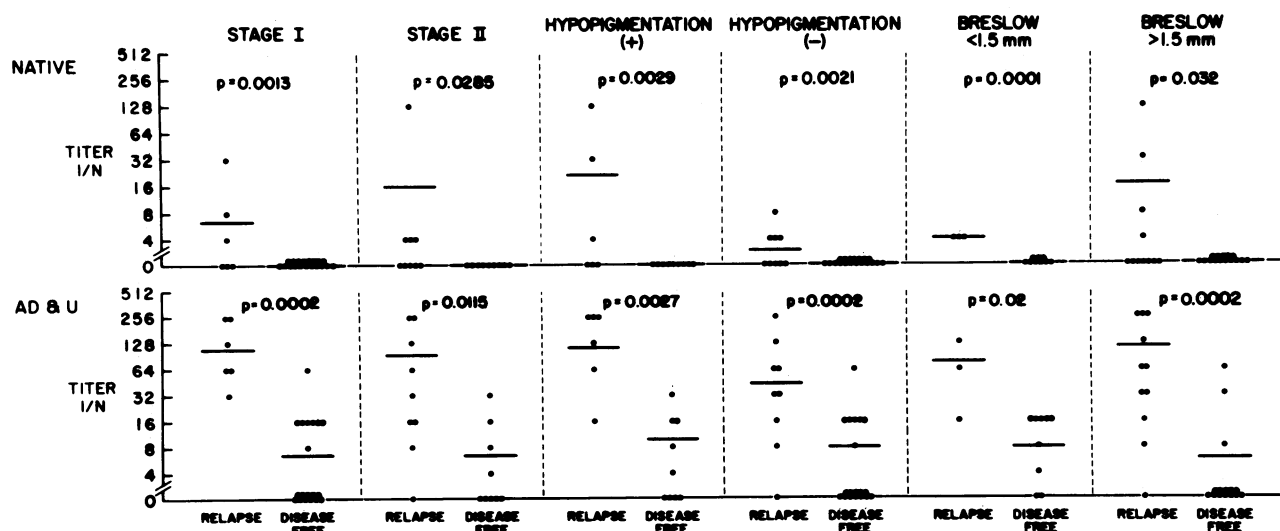 STAGE I
STAGE II
HYPOPIGMENTATION
(+)
HYPOPIGMENTATION
(-)
BRESLOW
<1.5 mm
BRESLOW
>1.5 mm
NATIVE
p=0.0013
p=0.0285
p=0.0029
p=0.0021
p=0.0001
p=0.032
TITER
I/N
512
256
128
64
32
16
8
4
0
AD & U
p=0.0002
p=0.0115
p=0.0027
p=0.0002
p=0.02
p=0.0002
TITER
I/N
512
256
128
64
32
16
8
4
0
RELAPSE
DISEASE
FREE
RELAPSE
DISEASE
FREE
RELAPSE
DISEASE
FREE
RELAPSE
DISEASE
FREE
RELAPSE
DISEASE
FREE
RELAPSE
DISEASE
FREE